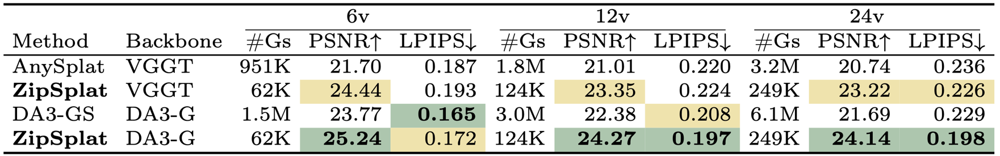 6v 12v 24v
Method Backbone #Gs PSNR↑ LPIPS↓ #Gs PSNR↑ LPIPS↓ #Gs PSNR↑ LPIPS↓
AnySplat VGGT 951K 21.70 0.187 1.8M 21.01 0.220 3.2M 20.74 0.236
ZipSplat VGGT 62K 24.44 0.193 124K 23.35 0.224 249K 23.22 0.226
DA3-GS DA3-G 1.5M 23.77 0.165 3.0M 22.38 0.208 6.1M 21.69 0.229
ZipSplat DA3-G 62K 25.24 0.172 124K 24.27 0.197 249K 24.14 0.198